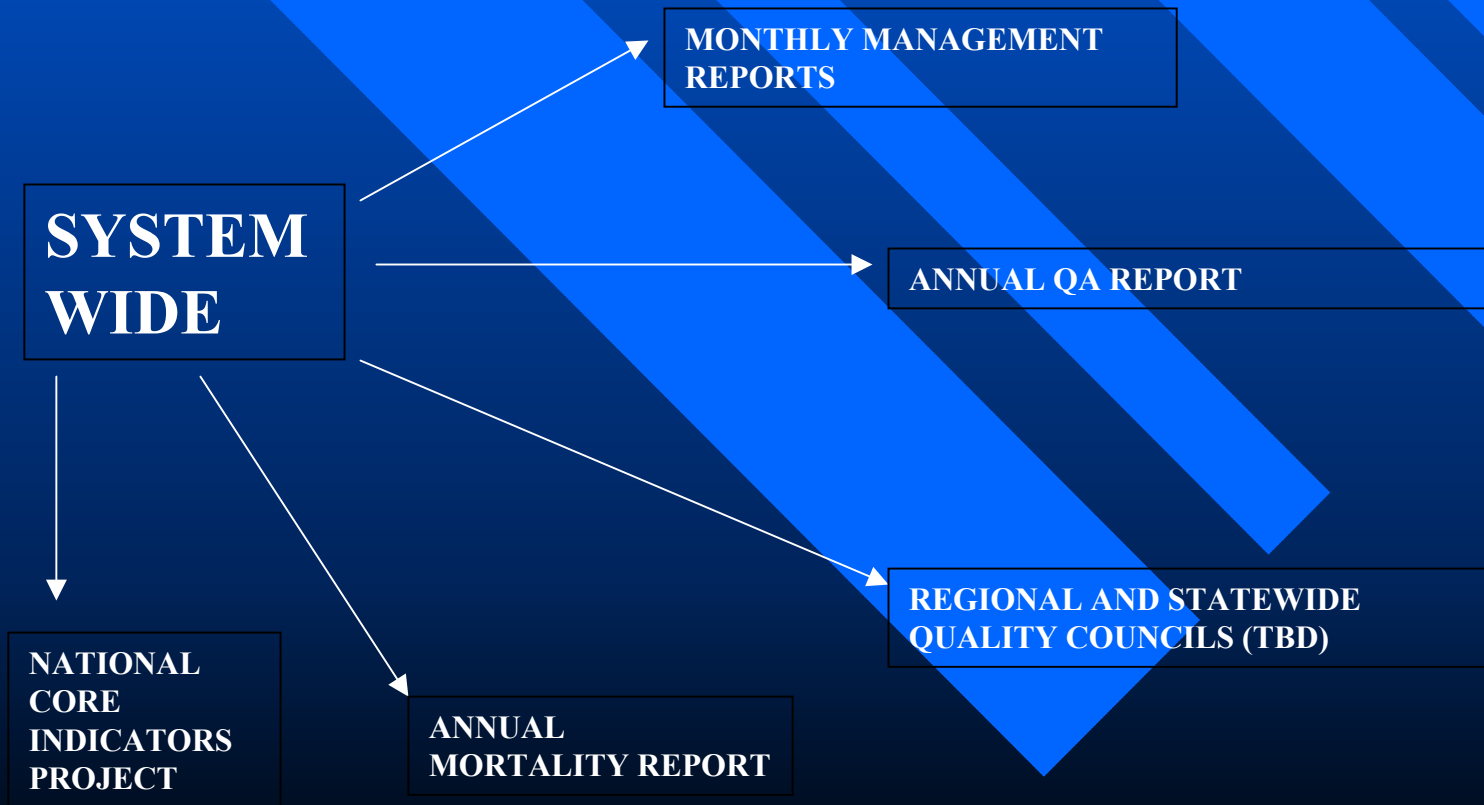 MONTHLY MANAGEMENT
REPORTS
SYSTEM
WIDE
ANNUAL QA REPORT
REGIONAL AND STATEWIDE
QUALITY COUNCILS (TBD)
NATIONAL
CORE
INDICATORS
PROJECT
ANNUAL
MORTALITY REPORT